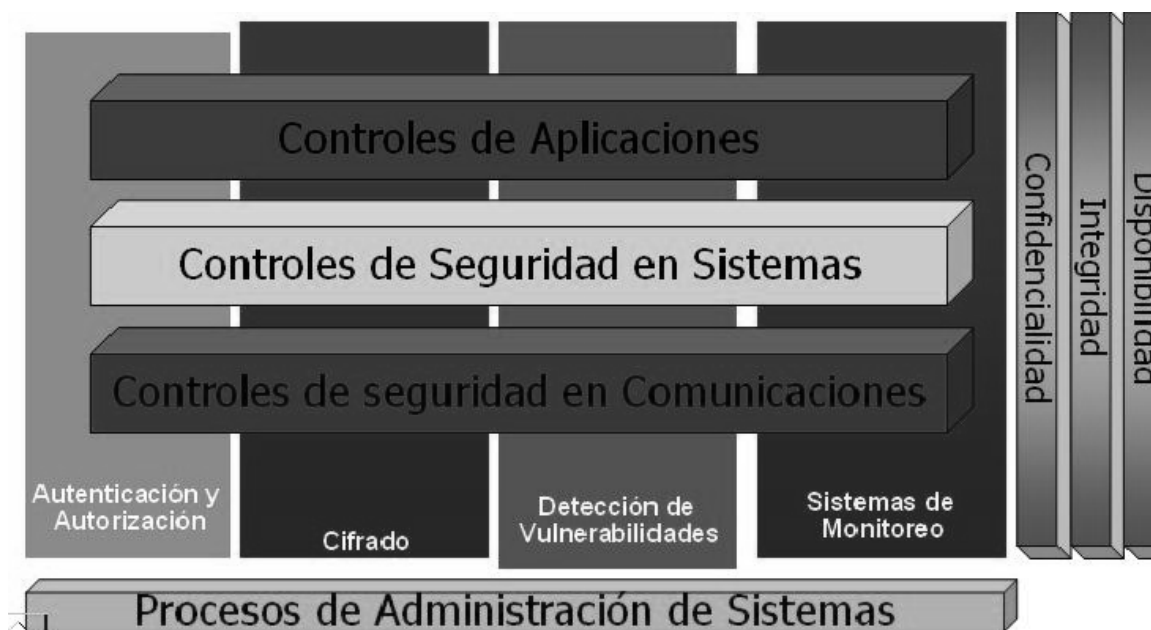 Controles de Aplicaciones
Controles de Seguridad en Sistemas
Controles de seguridad en Comunicaciones
Autenticación y
Autorización
Cifrado
Detección de
Vulnerabilidades
Sistemas de
Monitoreo
Confidencialidad
Integridad
Disponibilidad
Procesos de Administración de Sistemas